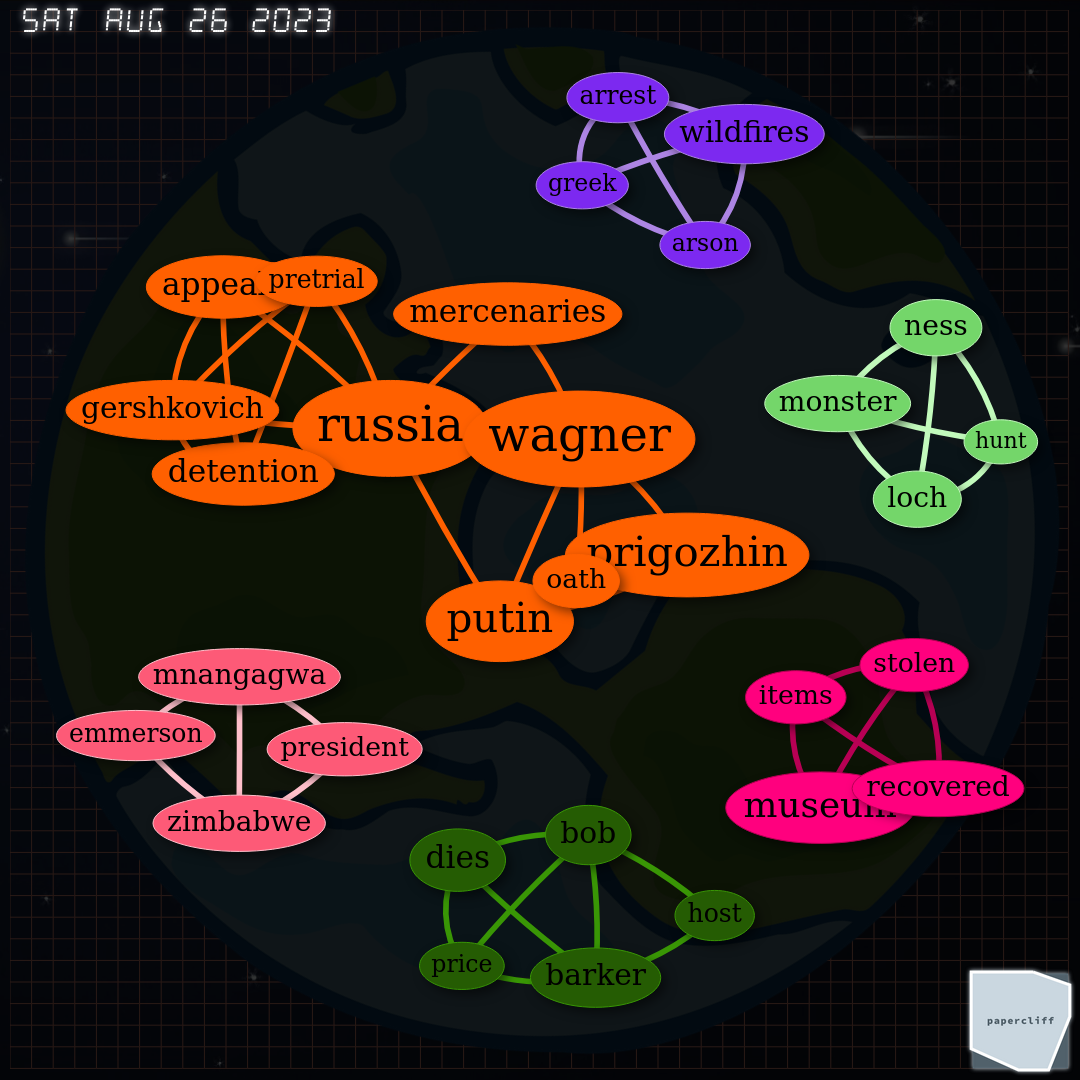 SAT AUG 26 2023
arrest
wildfires
greek
arson
appeal
pretrial
mercenaries
ness
monster
gershkovich
russia
wagner
hunt
detention
loch
prigozhin
oath
putin
mnangagwa
stolen
items
emmerson
president
recovered
museum
zimbabwe
bob
dies
host
price
barker
papercliff